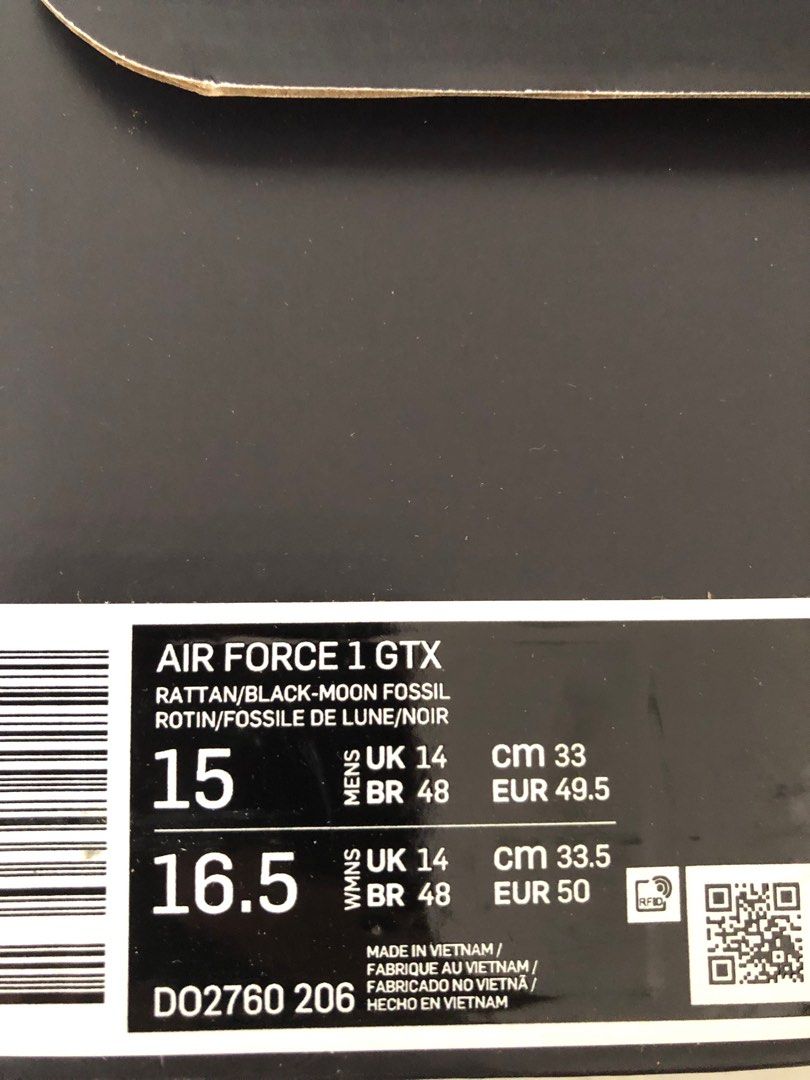 AIR FORCE 1 GTX
RATTAN/BLACK-MOON FOSSIL
ROTIN/FOSSILE DE LUNE/NOIR
15 MENS UK 14 cm 33
BR 48 EUR 49.5
16.5 WMNS UK 14 cm 33.5
BR 48 EUR 50
RFID
MADE IN VIETNAM /
FABRIQUE AU VIETNAM /
FABRICADO NO VIETNÃ /
DO2760 206 HECHO EN VIETNAM